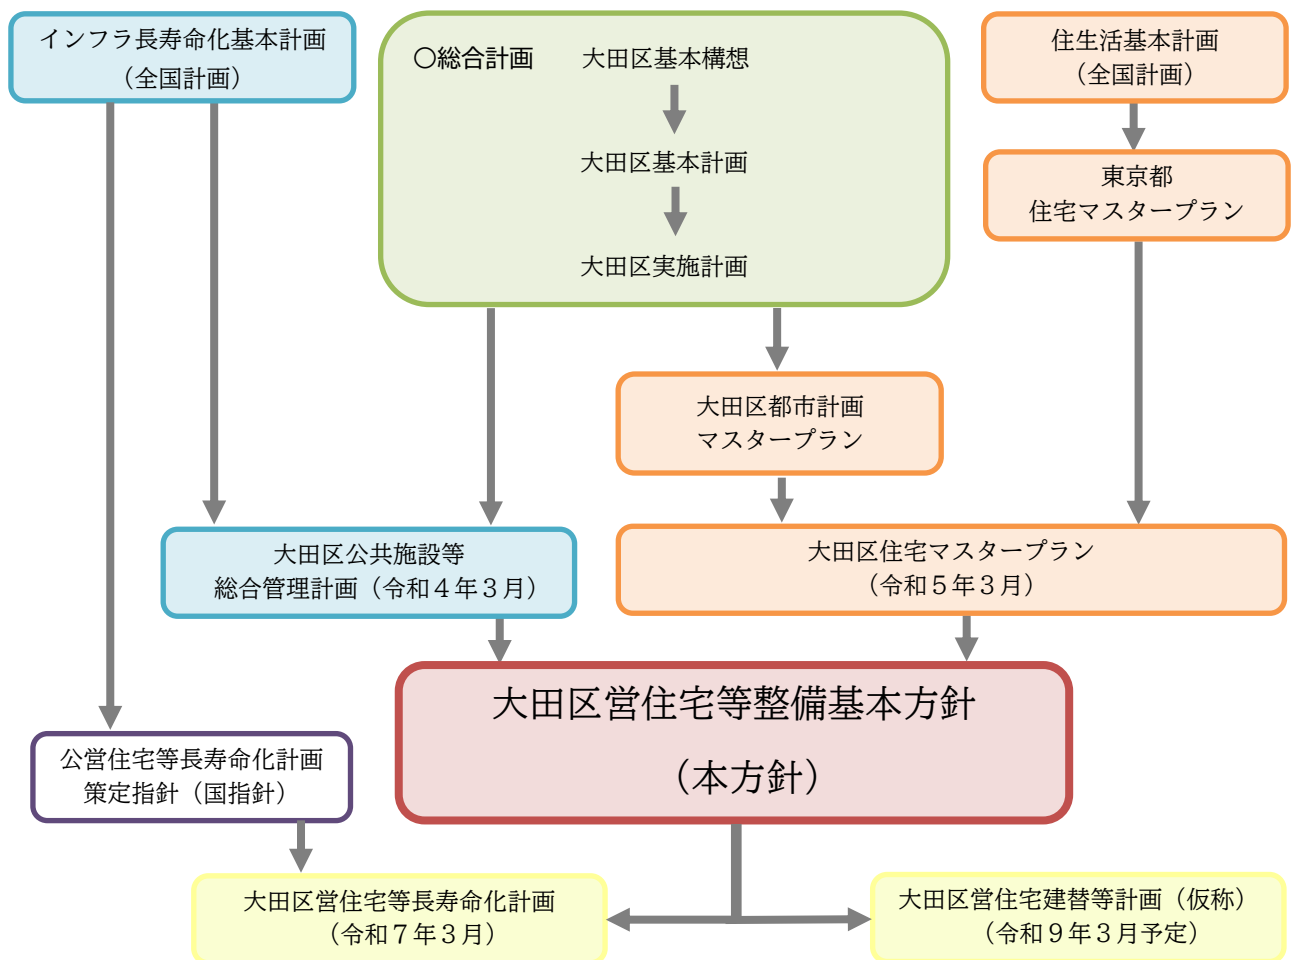 インフラ長寿命化基本計画
（全国計画）
〇総合計画　大田区基本構想
大田区基本計画
大田区実施計画
住生活基本計画
（全国計画）
東京都
住宅マスタープラン
大田区都市計画
マスタープラン
大田区公共施設等
総合管理計画（令和４年３月）
大田区住宅マスタープラン
（令和５年３月）
大田区営住宅等整備基本方針
（本方針）
公営住宅等長寿命化計画
策定指針（国指針）
大田区営住宅等長寿命化計画
（令和７年３月）
大田区営住宅建替等計画（仮称）
（令和９年３月予定）